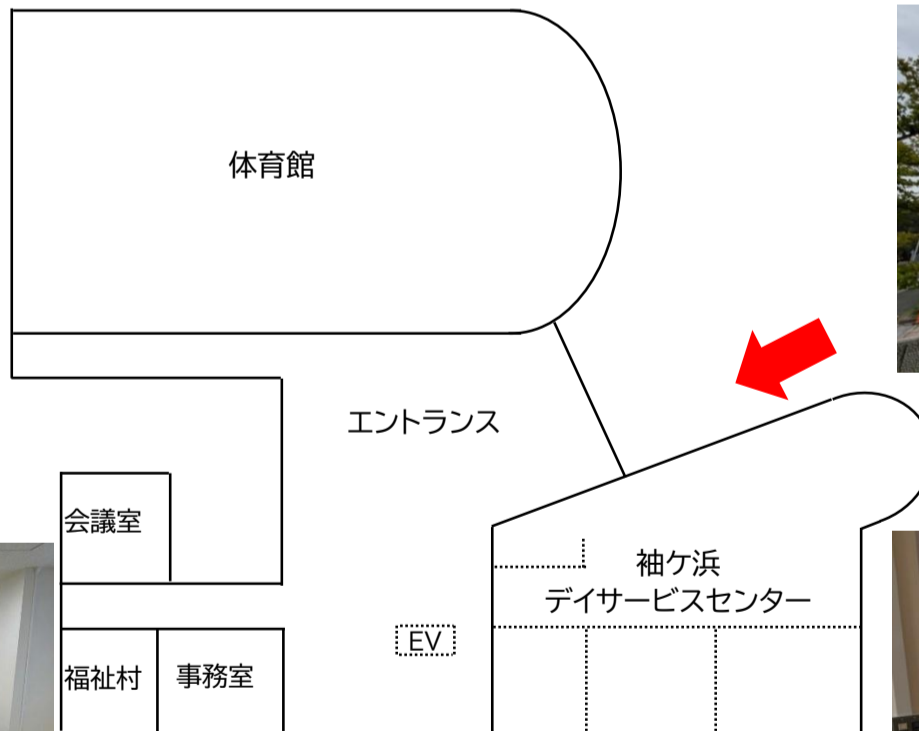 体育館
エントランス
会議室
袖ケ浜
デイサービスセンター
EV
福祉村
事務室